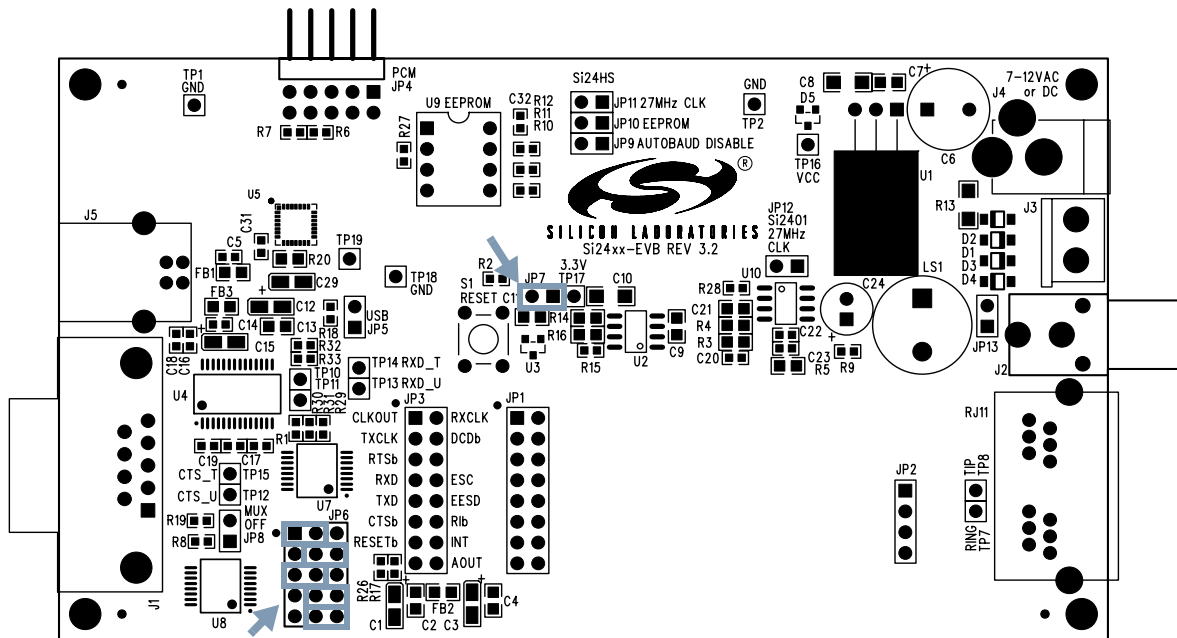 PCM
JP4
TP1
GND
R7
R6
U9 EEPROM
R27
C32
R12
R11
R10
Si24HS
JP11 27MHz CLK
JP10 EEPROM
JP9 AUTOBAUD DISABLE
GND
TP2
C8
C7
+
D5
TP16
VCC
C6
7-12VAC
or DC
J4
U1
R13
J3
D2
D1
D3
D4
®
SILICON LABORATORIES
Si24xx-EVB REV 3.2
JP12
Si2401
27MHz
CLK
J5
U5
C31
C5
FB1
R20
TP19
C29
TP18
GND
FB3
+
C12
C14
C13
R18
USB
JP5
+
C15
C18
C16
R32
R33
S1
RESET
R2
C11
JP7
3.3V
TP17
C10
R14
R16
R15
U3
U2
C9
R28
U10
C21
R4
R3
C20
C22
C23
R5
+
R9
C24
LS1
JP13
J2
U4
TP10
TP11
TP14 RXD_T
TP13 RXD_U
R30
R31
R29
R1
C19
C17
CTS_T
TP15
CTS_U
TP12
MUX
OFF
JP8
R19
R8
U7
JP6
U8
J1
JP3
CLKOUT
RXCLK
TXCLK
DCDb
RTSb
RXD
ESC
TXD
EESD
CTSb
RIb
RESETb
INT
AOUT
JP1
JP2
RJ11
TIP
TP8
RING
TP7
R26
R17
+
C1
C2
FB2
C3
+
C4